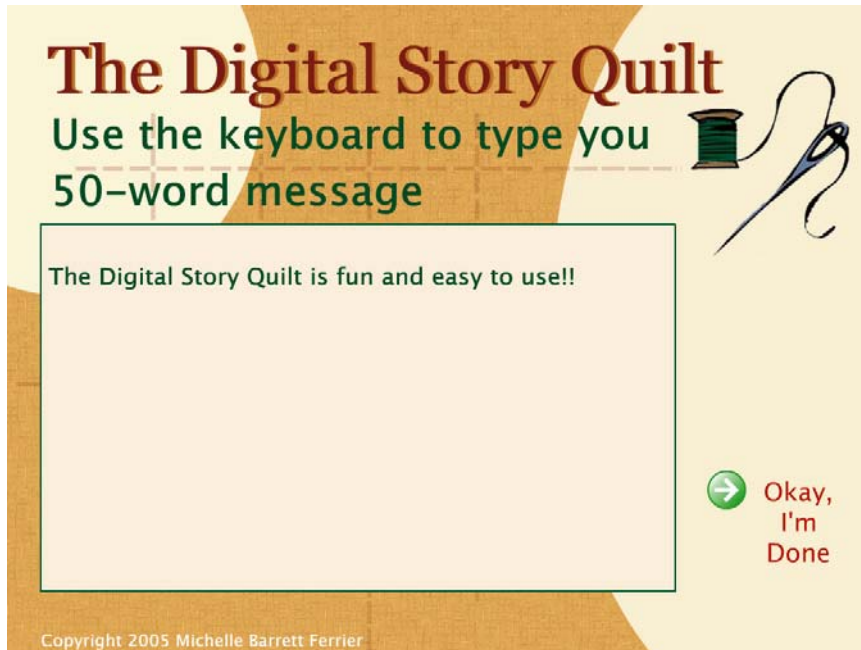 The Digital Story Quilt
Use the keyboard to type you
50-word message
The Digital Story Quilt is fun and easy to use!!
Okay,
I'm
Done
Copyright 2005 Michelle Barrett Ferrier